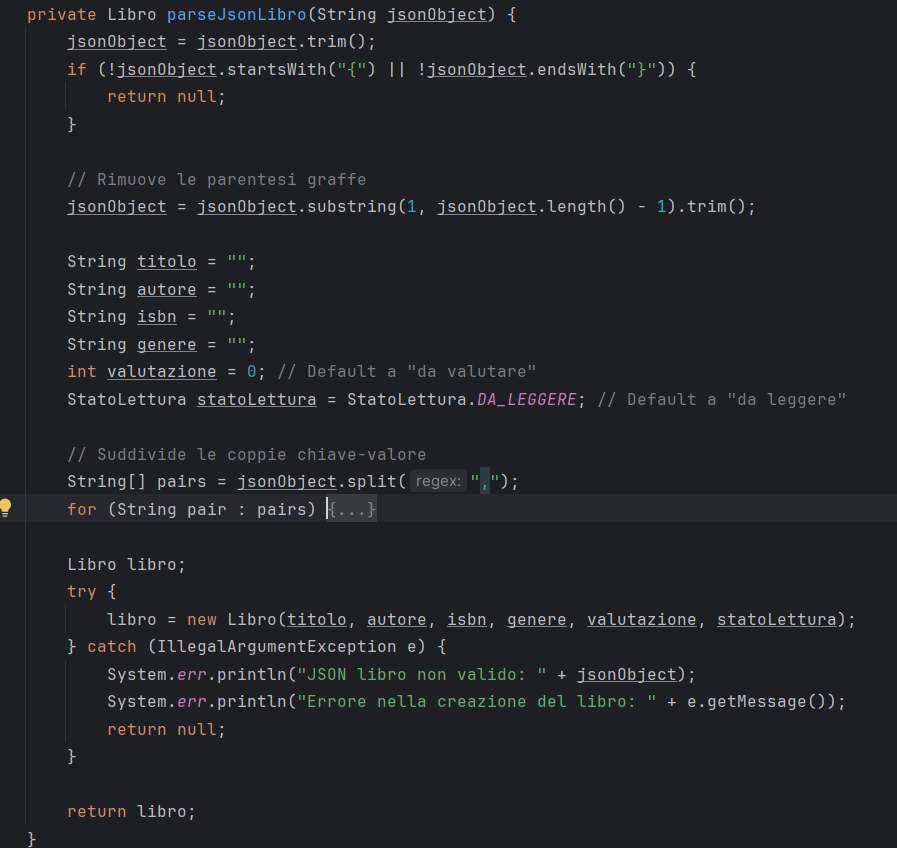 private Libro parseJsonLibro(String jsonObject) {
    jsonObject = jsonObject.trim();
    if (!jsonObject.startsWith("{") || !jsonObject.endsWith("}")) {
        return null;
    }

    // Rimuove le parentesi graffe
    jsonObject = jsonObject.substring(1, jsonObject.length() - 1).trim();

    String titolo = "";
    String autore = "";
    String isbn = "";
    String genere = "";
    int valutazione = 0; // Default a "da valutare"
    StatoLettura statoLettura = StatoLettura.DA_LEGGERE; // Default a "da leggere"

    // Suddivide le coppie chiave-valore
    String[] pairs = jsonObject.split( regex: ",");
    for (String pair : pairs) {...}

    Libro libro;
    try {
        libro = new Libro(titolo, autore, isbn, genere, valutazione, statoLettura);
    } catch (IllegalArgumentException e) {
        System.err.println("JSON libro non valido: " + jsonObject);
        System.err.println("Errore nella creazione del libro: " + e.getMessage());
        return null;
    }

    return libro;
}